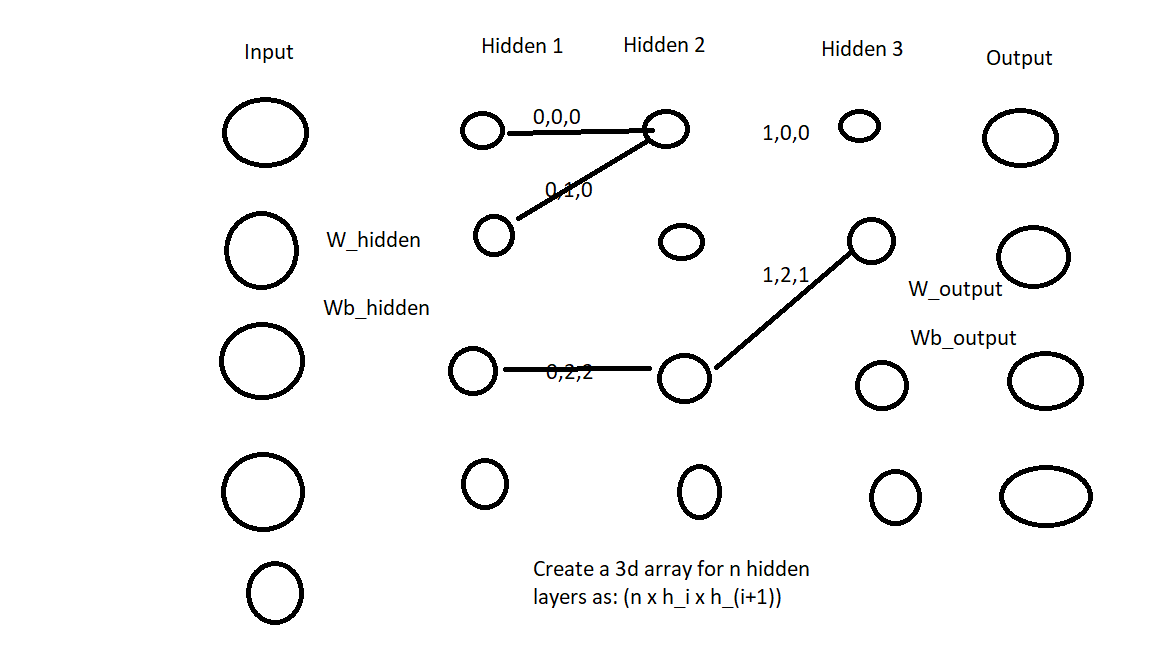 Input
Hidden 1
Hidden 2
Hidden 3
Output
0,0,0
1,0,0
0,1,0
W_hidden
1,2,1
W_output
Wb_hidden
Wb_output
0,2,2
Create a 3d array for n hidden
layers as: (n x h_i x h_(i+1))